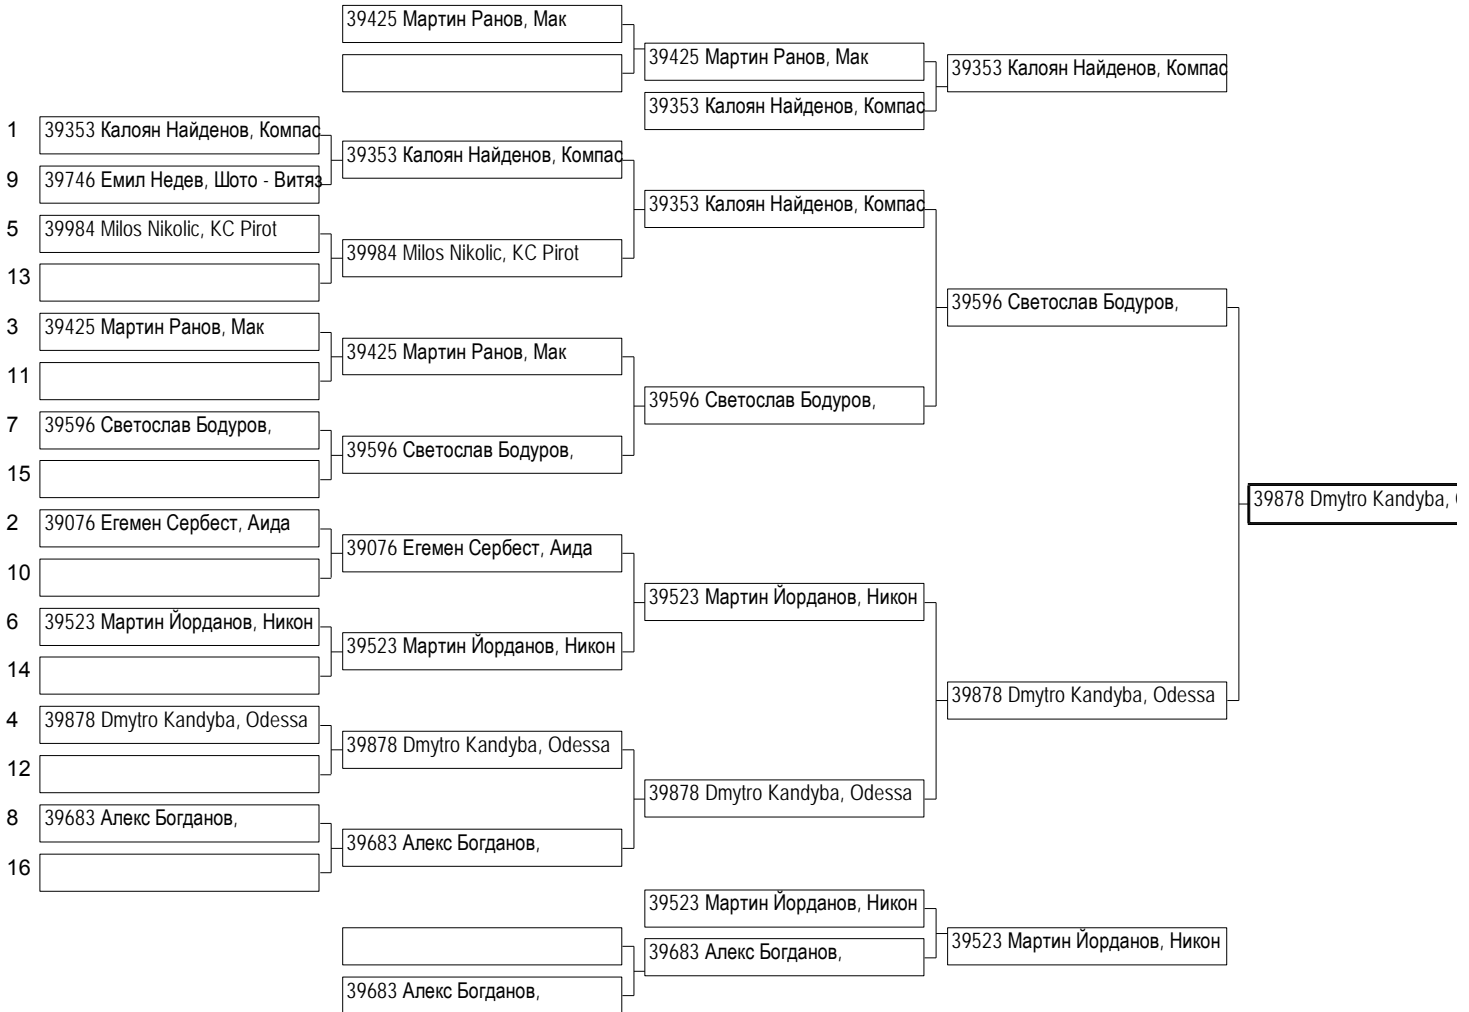 39425 Мартин Ранов, Мак
39425 Мартин Ранов, Мак
39353 Калоян Найденов, Компас
39353 Калоян Найденов, Компас
1 39353 Калоян Найденов, Компас
39353 Калоян Найденов, Компас
9 39746 Емил Недев, Шото - Витяз
39353 Калоян Найденов, Компас
5 39984 Milos Nikolic, KC Pirot
39984 Milos Nikolic, KC Pirot
13
39596 Светослав Бодуров,
3 39425 Мартин Ранов, Мак
39425 Мартин Ранов, Мак
11
39596 Светослав Бодуров,
7 39596 Светослав Бодуров,
39596 Светослав Бодуров,
15
39878 Dmytro Kandyba,
2 39076 Егемен Сербест, Аида
39076 Егемен Сербест, Аида
10
39523 Мартин Йорданов, Никон
6 39523 Мартин Йорданов, Никон
39523 Мартин Йорданов, Никон
14
39878 Dmytro Kandyba, Odessa
4 39878 Dmytro Kandyba, Odessa
39878 Dmytro Kandyba, Odessa
12
39878 Dmytro Kandyba, Odessa
8 39683 Алекс Богданов,
39683 Алекс Богданов,
16
39523 Мартин Йорданов, Никон
39523 Мартин Йорданов, Никон
39683 Алекс Богданов,
39683 Алекс Богданов,